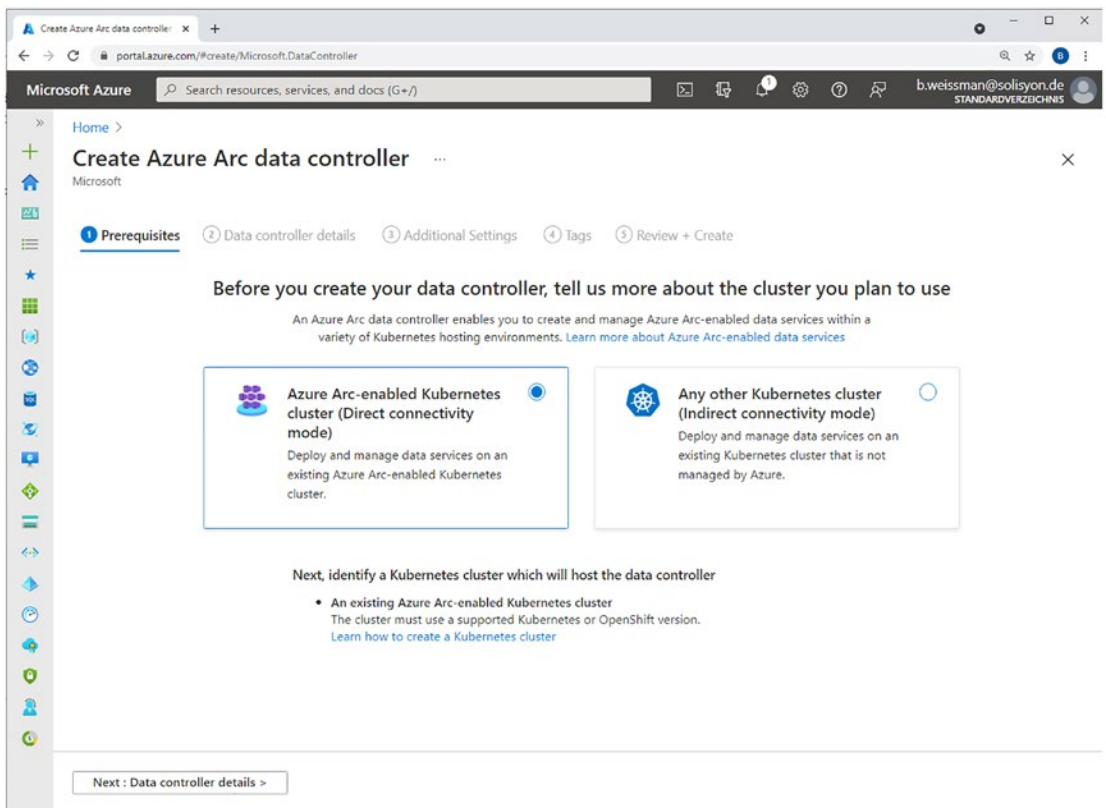 Create Azure Arc data controller
portal.azure.com/#create/Microsoft.DataController
B
Microsoft Azure
Search resources, services, and docs (G+/)
1
b.weissman@solisyon.de
STANDARDVERZEICHNIS
Home >
Create Azure Arc data controller ...
Microsoft
1 Prerequisites 2 Data controller details 3 Additional Settings 4 Tags 5 Review + Create
Before you create your data controller, tell us more about the cluster you plan to use
An Azure Arc data controller enables you to create and manage Azure Arc-enabled data services within a
variety of Kubernetes hosting environments. Learn more about Azure Arc-enabled data services
Azure Arc-enabled Kubernetes
cluster (Direct connectivity
mode)
Deploy and manage data services on an
existing Azure Arc-enabled Kubernetes
cluster.
Any other Kubernetes cluster
(Indirect connectivity mode)
Deploy and manage data services on an
existing Kubernetes cluster that is not
managed by Azure.
Next, identify a Kubernetes cluster which will host the data controller
• An existing Azure Arc-enabled Kubernetes cluster
The cluster must use a supported Kubernetes or OpenShift version.
Learn how to create a Kubernetes cluster
Next : Data controller details >